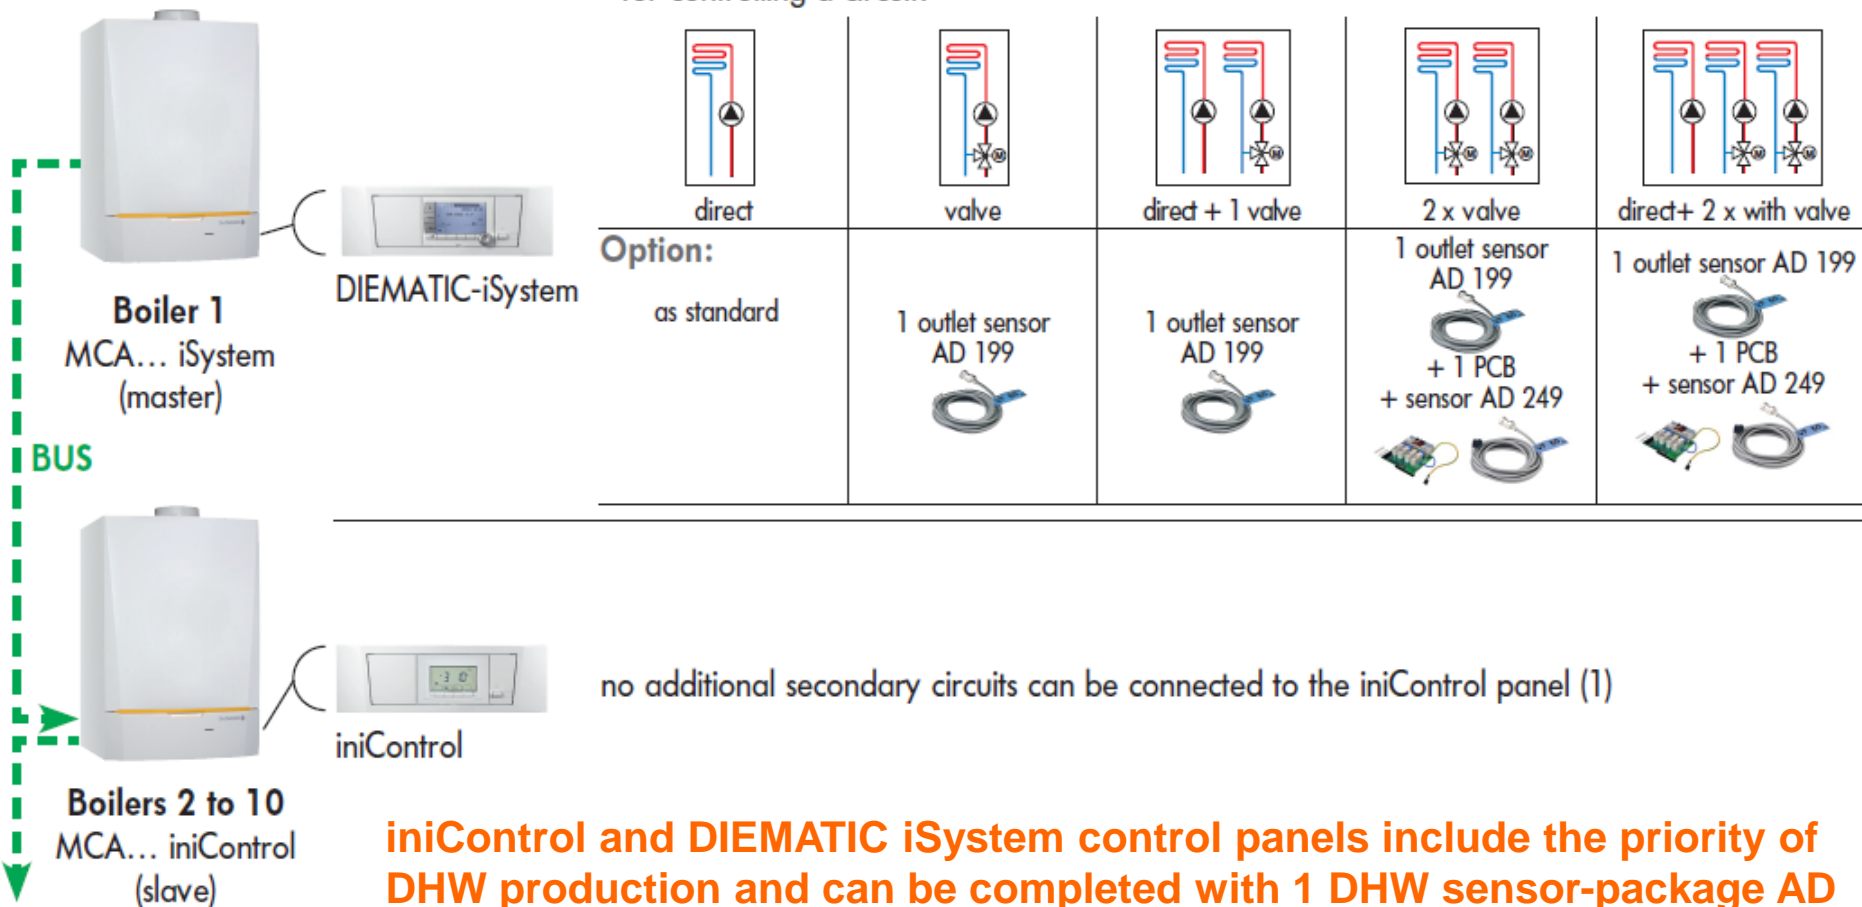 direct
valve
direct + 1 valve
2 x valve
direct+ 2 x with valve
Option:
as standard
1 outlet sensor
AD 199
1 outlet sensor
AD 199
1 outlet sensor
AD 199
+ 1 PCB
+ sensor AD 249
1 outlet sensor AD 199
+ 1 PCB
+ sensor AD 249
DIEMATIC-iSystem
Boiler 1
MCA... iSystem
(master)
BUS
no additional secondary circuits can be connected to the iniControl panel (1)
iniControl
Boilers 2 to 10
MCA... iniControl
(slave)
iniControl and DIEMATIC iSystem control panels include the priority of
DHW production and can be completed with 1 DHW sensor-package AD